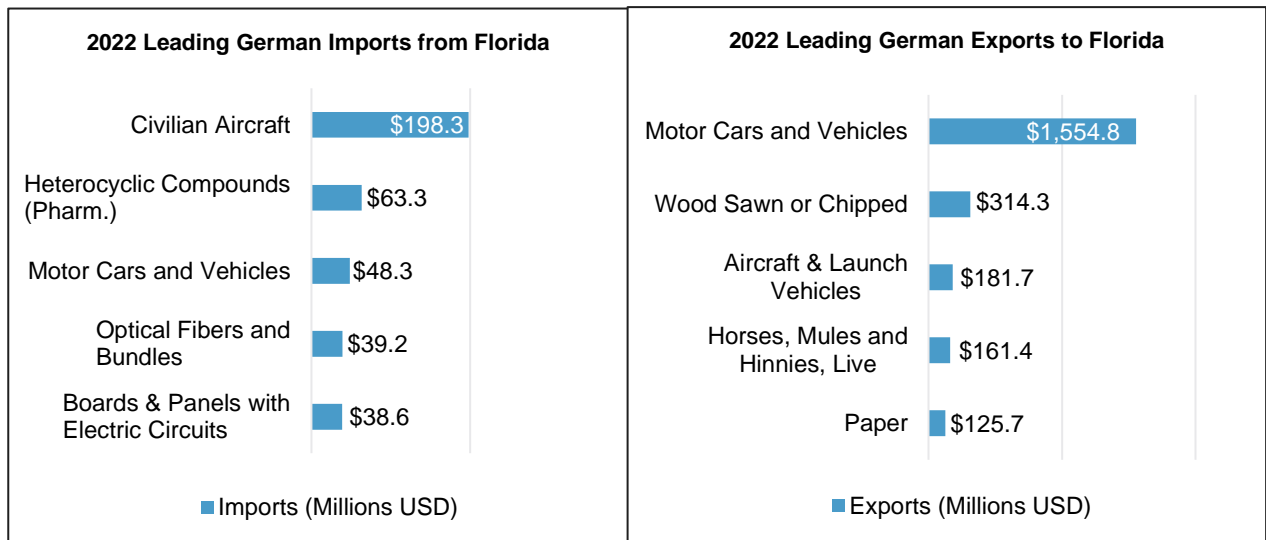 2022 Leading German Imports from Florida
Civilian Aircraft
$198.3
Heterocyclic Compounds
(Pharm.)
$63.3
Motor Cars and Vehicles
$48.3
Optical Fibers and
Bundles
$39.2
Boards & Panels with
Electric Circuits
$38.6
Imports (Millions USD)
2022 Leading German Exports to Florida
Motor Cars and Vehicles
$1,554.8
Wood Sawn or Chipped
$314.3
Aircraft & Launch
Vehicles
$181.7
Horses, Mules and
Hinnies, Live
$161.4
Paper
$125.7
Exports (Millions USD)